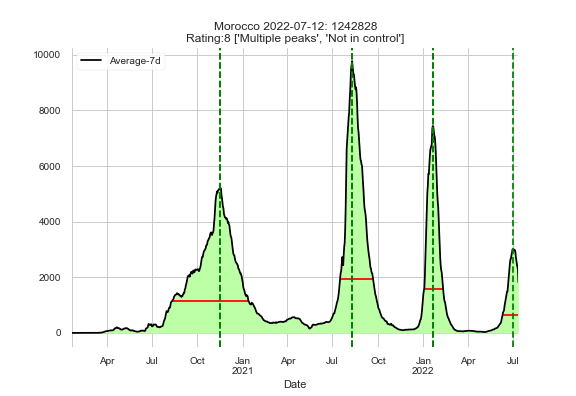 Morocco 2022-07-12: 1242828
Rating:8 ['Multiple peaks', 'Not in control']
Average-7d
10000
8000
6000
4000
2000
0
Apr Jul Oct Jan Apr Jul Oct Jan Apr Jul
2021 2022
Date